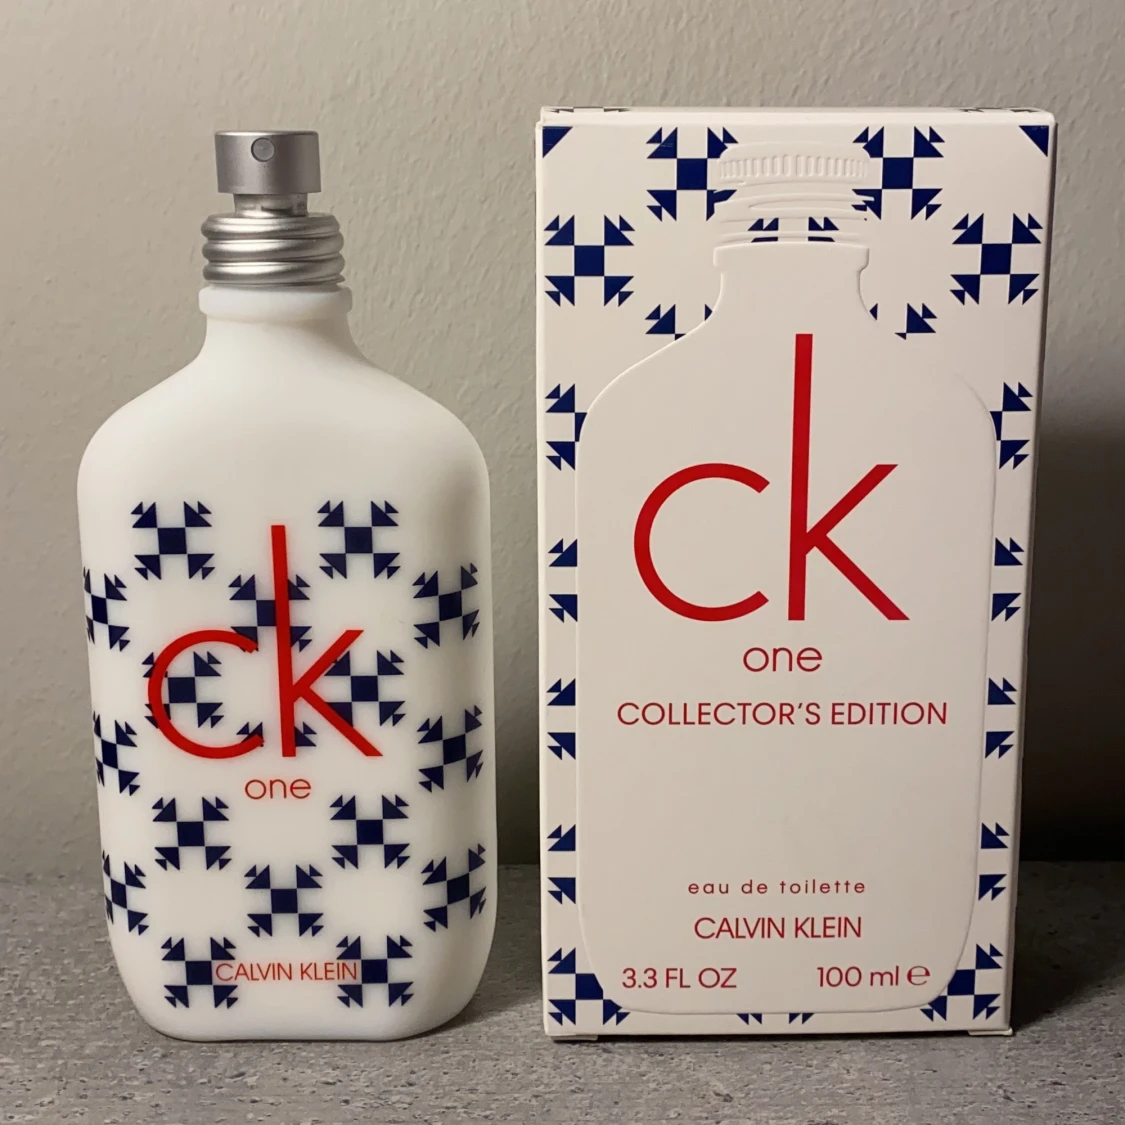 ck
one
CALVIN KLEIN
ck
one
COLLECTOR'S EDITION
eau de toilette
CALVIN KLEIN
3.3 FL OZ 100 ml ℮